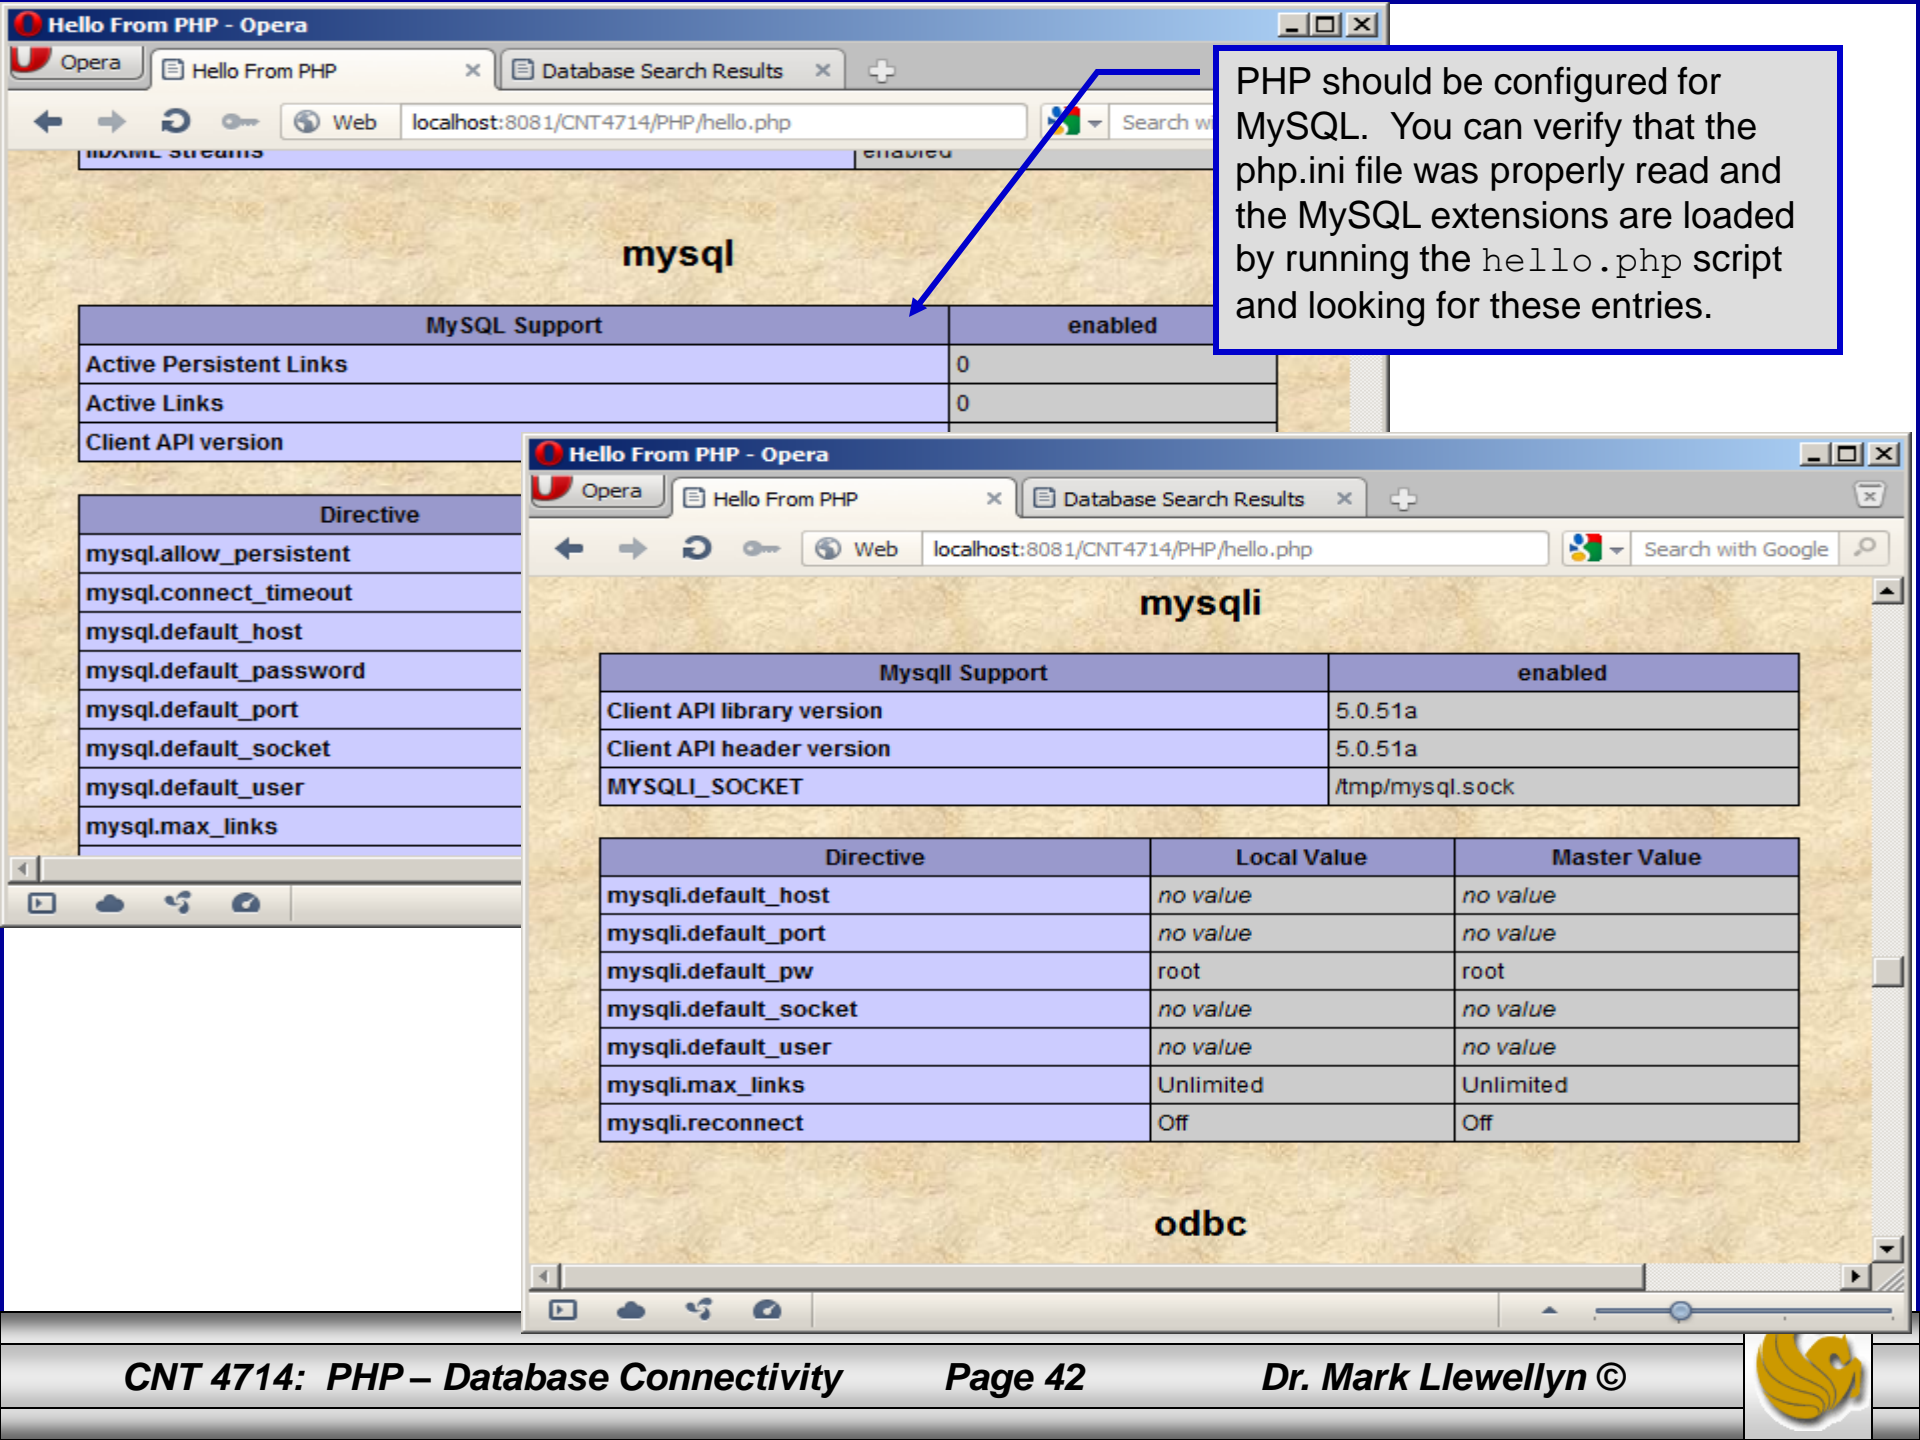 Hello From PHP - Opera
Opera
Hello From PHP
Database Search Results
Web
localhost:8081/CNT4714/PHP/hello.php
Search wi
libXML streams
enabled
mysql
MySQL Support
enabled
Active Persistent Links
0
Active Links
0
Client API version
Directive
mysql.allow_persistent
mysql.connect_timeout
mysql.default_host
mysql.default_password
mysql.default_port
mysql.default_socket
mysql.default_user
mysql.max_links
PHP should be configured for
MySQL. You can verify that the
php.ini file was properly read and
the MySQL extensions are loaded
by running the hello.php script
and looking for these entries.
Hello From PHP - Opera
Opera
Hello From PHP
Database Search Results
Web
localhost:8081/CNT4714/PHP/hello.php
Search with Google
mysqli
MysqlI Support
enabled
Client API library version
5.0.51a
Client API header version
5.0.51a
MYSQLI_SOCKET
/tmp/mysql.sock
Directive
Local Value
Master Value
mysqli.default_host
no value
no value
mysqli.default_port
no value
no value
mysqli.default_pw
root
root
mysqli.default_socket
no value
no value
mysqli.default_user
no value
no value
mysqli.max_links
Unlimited
Unlimited
mysqli.reconnect
Off
Off
odbc
CNT 4714: PHP – Database Connectivity
Page 42
Dr. Mark Llewellyn ©